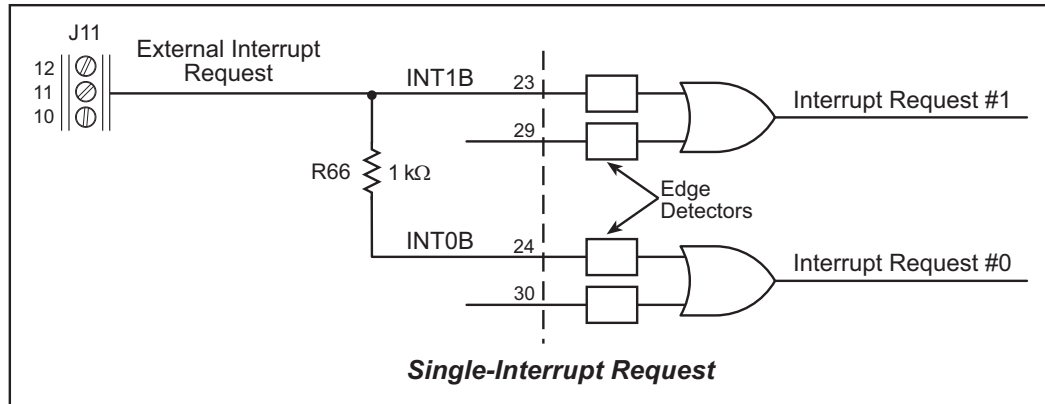 J11
12
11
10
External Interrupt
Request
INT1B
23
29
Interrupt Request #1
R66
1 kΩ
Edge
Detectors
INT0B
24
30
Interrupt Request #0
Single-Interrupt Request